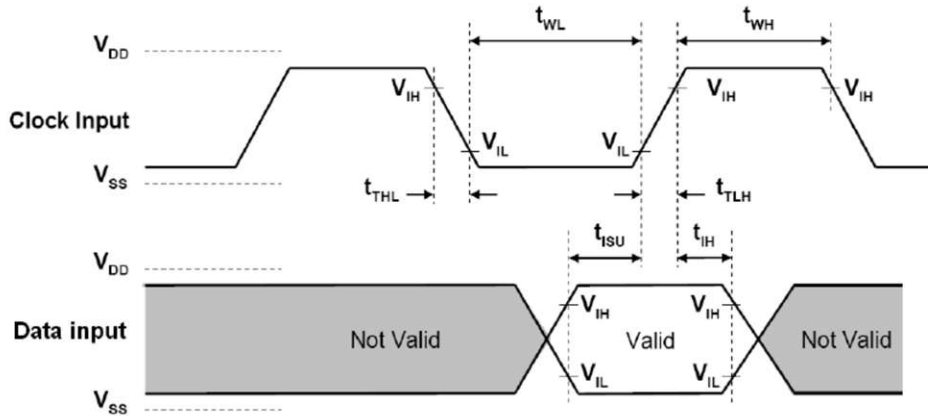 t_WL
t_WH
V_DD
V_IH
V_IH
V_IH
Clock Input
V_IL
V_IL
V_SS
t_THL
t_TLH
t_ISU
t_IH
V_DD
V_IH
V_IH
Data input
Not Valid
Valid
Not Valid
V_IL
V_IL
V_SS